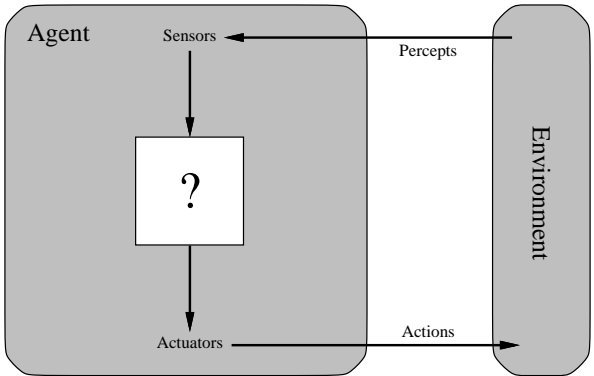 Agent
Sensors
Percepts
?
Environment
Actuators
Actions